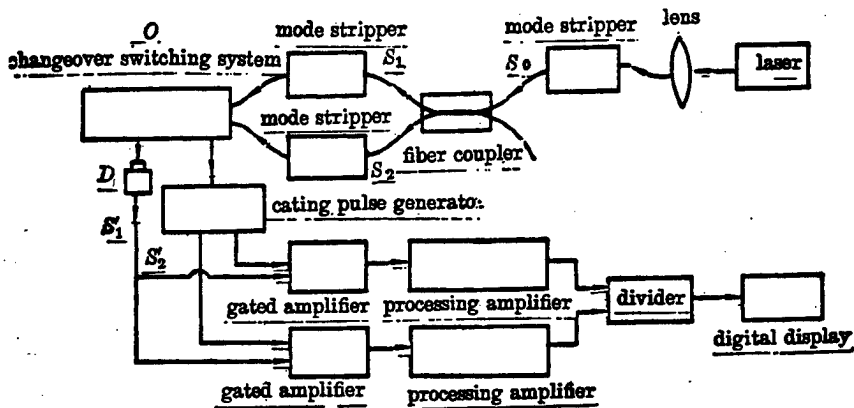 O
changeover switching system
mode stripper
S₁
mode stripper
lens
S₀
laser
mode stripper
S₂
fiber coupler
D
cating pulse generator
S′₁
S′₂
gated amplifier
processing amplifier
divider
digital display
gated amplifier
processing amplifier